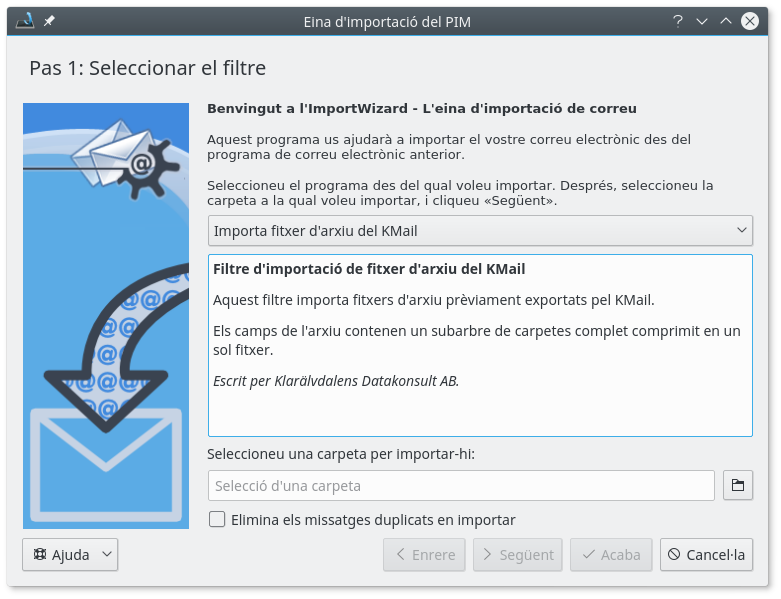 Eina d'importació del PIM
Pas 1: Seleccionar el filtre
Benvingut a l'ImportWizard - L'eina d'importació de correu
Aquest programa us ajudarà a importar el vostre correu electrònic des del
programa de correu electrònic anterior.
Seleccioneu el programa des del qual voleu importar. Després, seleccioneu la
carpeta a la qual voleu importar, i cliqueu «Següent».
Importa fitxer d'arxiu del KMail
Filtre d'importació de fitxer d'arxiu del KMail
Aquest filtre importa fitxers d'arxiu prèviament exportats pel KMail.
Els camps de l'arxiu contenen un subarbre de carpetes complet comprimit en un
sol fitxer.
Escrit per Klarälvdalens Datakonsult AB.
Seleccioneu una carpeta per importar-hi:
Selecció d'una carpeta
Elimina els missatges duplicats en importar
Ajuda
Enrere
Següent
Acaba
Cancel·la